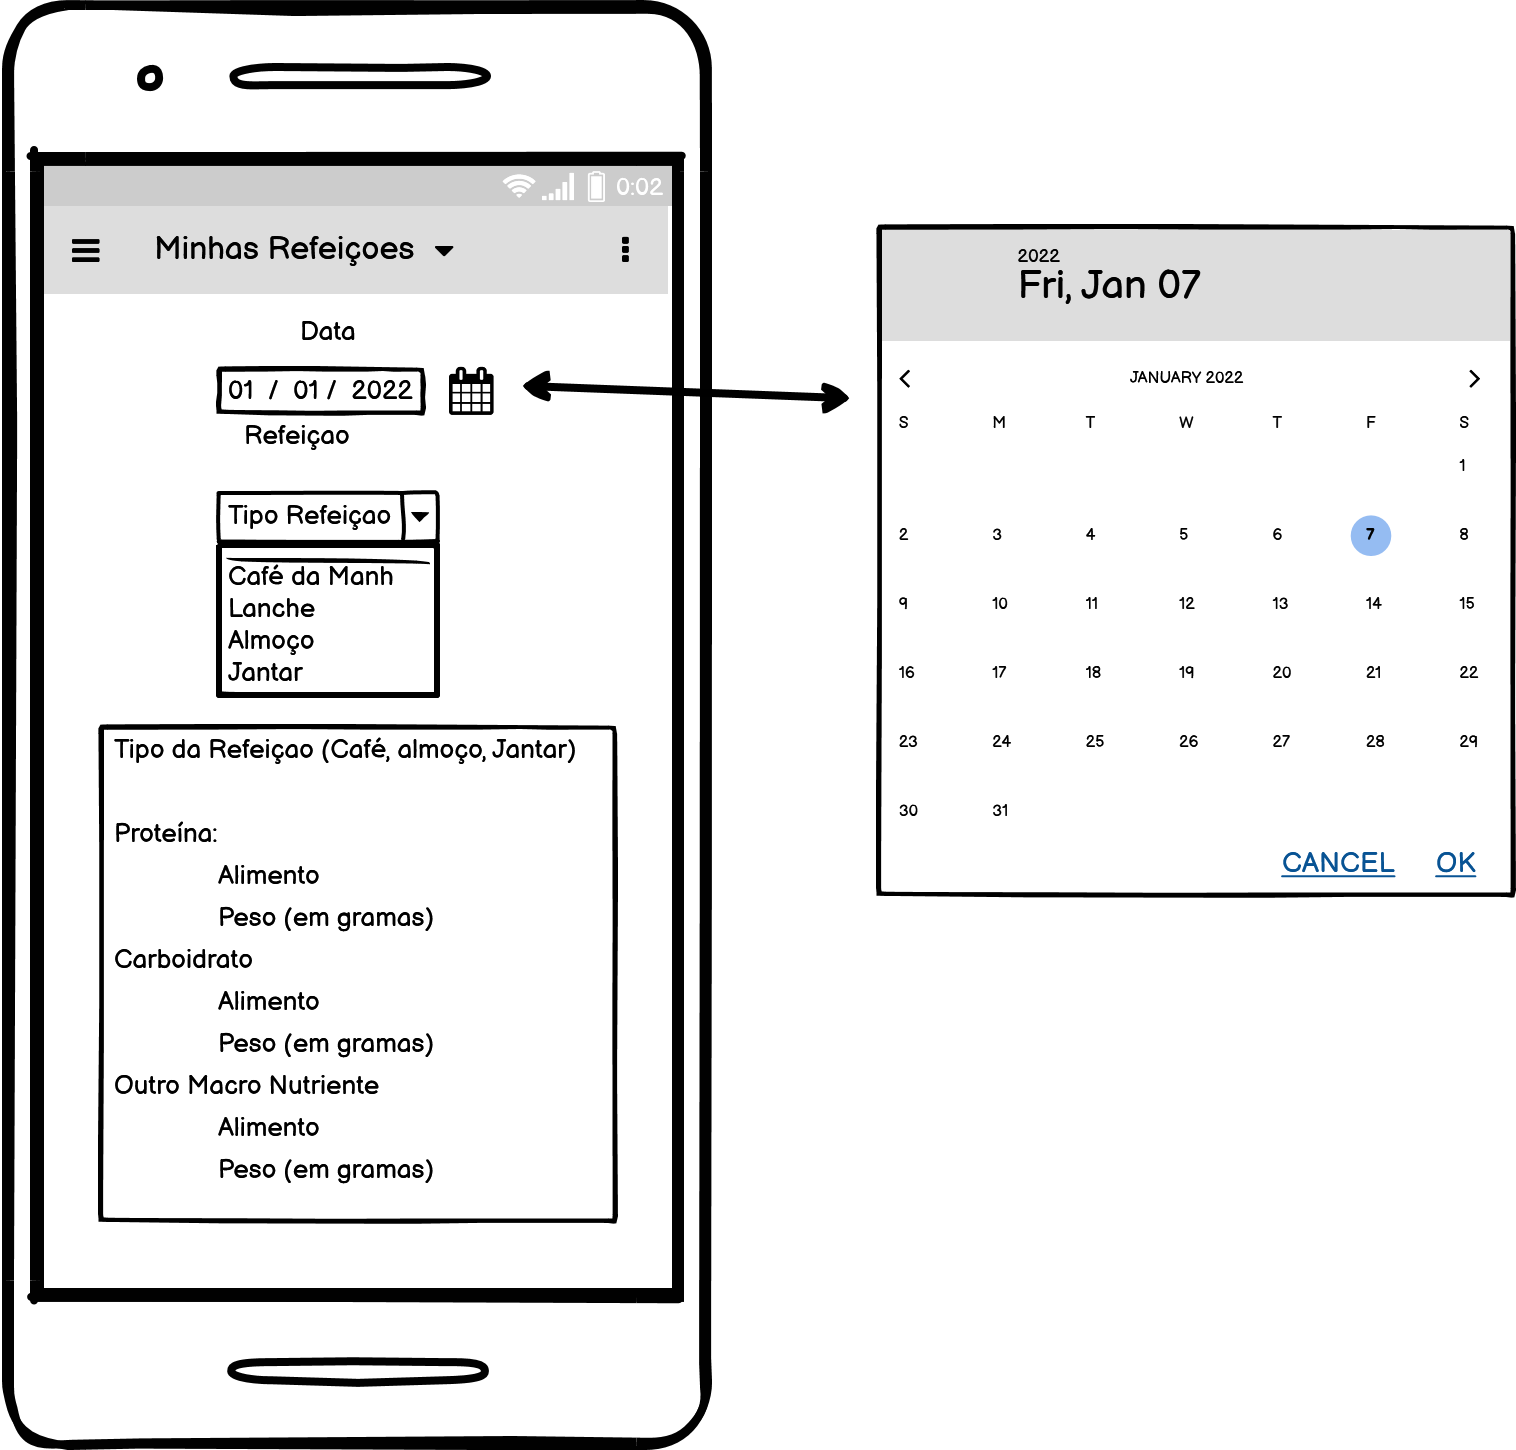 0:02
Minhas Refeiçoes
Data
01 / 01 / 2022
Refeiçao
Tipo Refeiçao
Café da Manh
Lanche
Almoço
Jantar
Tipo da Refeiçao (Café, almoço, Jantar)
Proteína:
Alimento
Peso (em gramas)
Carboidrato
Alimento
Peso (em gramas)
Outro Macro Nutriente
Alimento
Peso (em gramas)
2022
Fri, Jan 07
JANUARY 2022
S M T W T F S
1
2 3 4 5 6 7 8
9 10 11 12 13 14 15
16 17 18 19 20 21 22
23 24 25 26 27 28 29
30 31
CANCEL OK